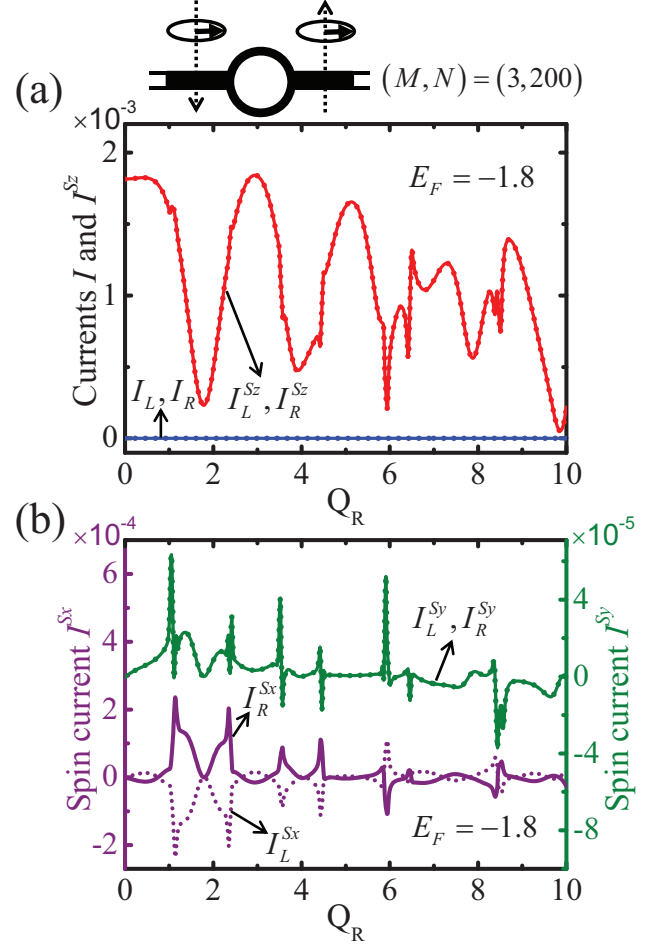 (M, N) = (3,200)
(a)
×10⁻³
2
1
0
Currents I and I^{Sz}
E_F = −1.8
I_L, I_R
I_L^{Sz}, I_R^{Sz}
0 2 4 6 8 10
Q_R
(b)
×10⁻⁴
×10⁻⁵
6
4
2
0
-2
Spin current I^{Sx}
4
0
-4
-8
Spin current I^{Sy}
I_L^{Sy}, I_R^{Sy}
I_R^{Sx}
I_L^{Sx}
E_F = −1.8
0 2 4 6 8 10
Q_R